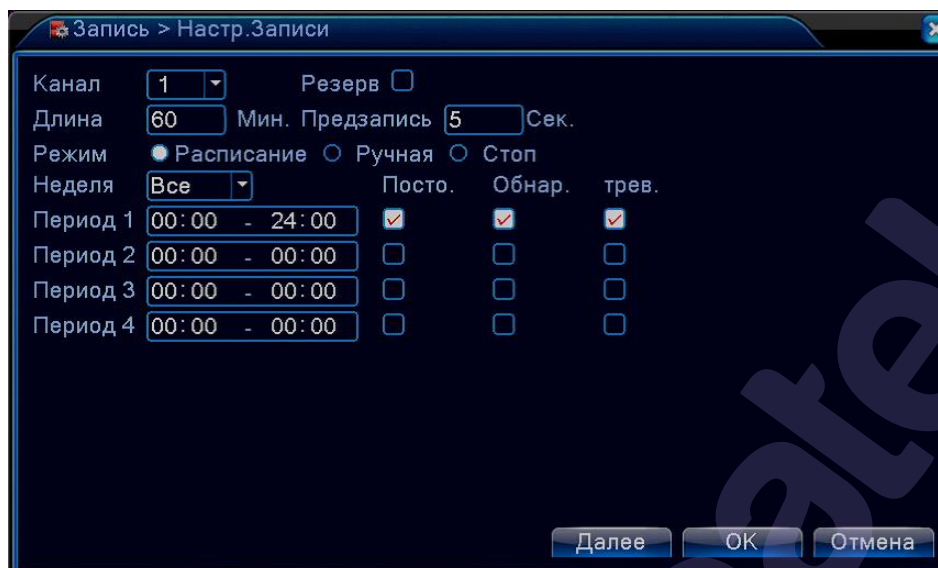 Запись > Настр.Записи
Канал 1 Резерв
Длина 60 Мин. Предзапись 5 Сек.
Режим Расписание Ручная Стоп
Неделя Все Посто. Обнар. трев.
Период 1 00:00 - 24:00
Период 2 00:00 - 00:00
Период 3 00:00 - 00:00
Период 4 00:00 - 00:00
Далее OK Отмена